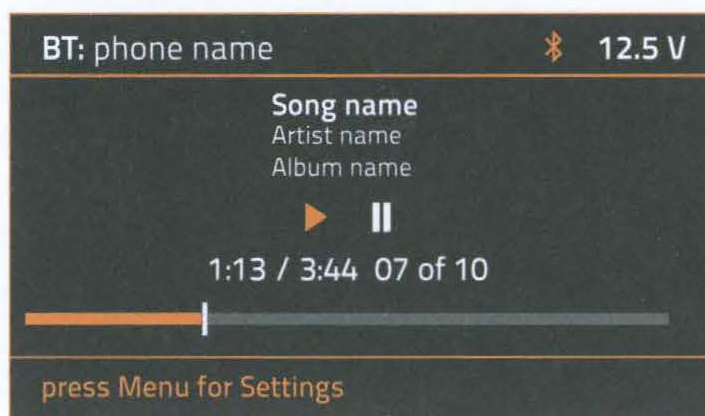 BT: phone name 12.5 V
Song name
Artist name
Album name
1:13 / 3:44 07 of 10
press Menu for Settings